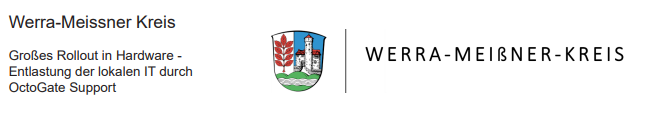 Werra-Meissner Kreis
Großes Rollout in Hardware -
Entlastung der lokalen IT durch
OctoGate Support
WERRA-MEIßNER-KREIS